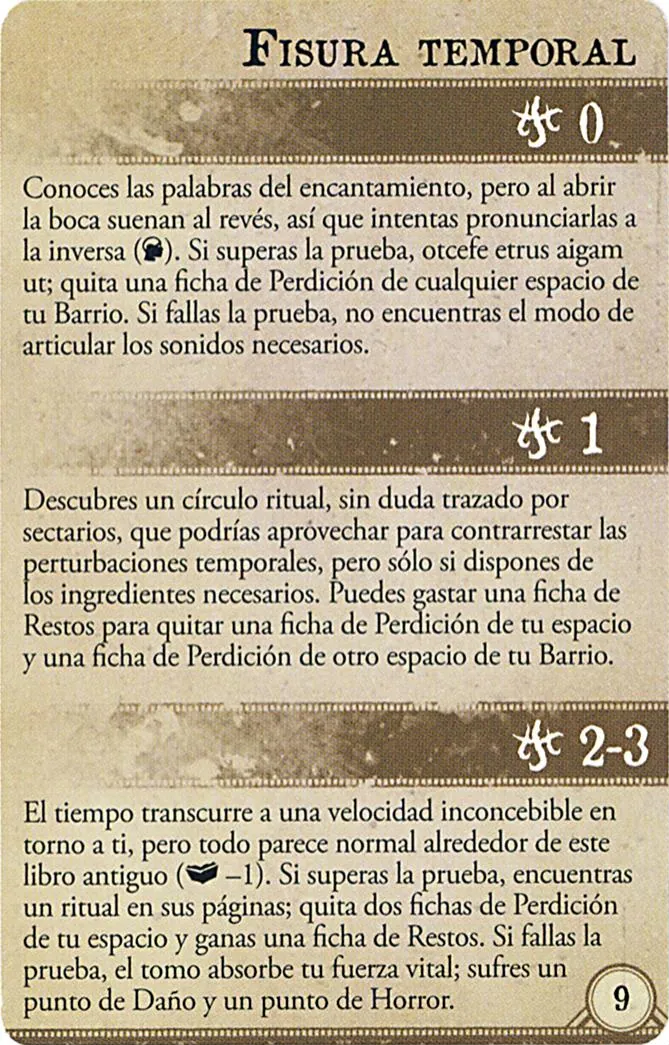 Fisura temporal
0
Conoces las palabras del encantamiento, pero al abrir
la boca suenan al revés, así que intentas pronunciarlas a
la inversa (). Si superas la prueba, otcefe etrus aigam
ut; quita una ficha de Perdición de cualquier espacio de
tu Barrio. Si fallas la prueba, no encuentras el modo de
articular los sonidos necesarios.
1
Descubres un círculo ritual, sin duda trazado por
sectarios, que podrías aprovechar para contrarrestar las
perturbaciones temporales, pero sólo si dispones de
los ingredientes necesarios. Puedes gastar una ficha de
Restos para quitar una ficha de Perdición de tu espacio
y una ficha de Perdición de otro espacio de tu Barrio.
2-3
El tiempo transcurre a una velocidad inconcebible en
torno a ti, pero todo parece normal alrededor de este
libro antiguo ( –1). Si superas la prueba, encuentras
un ritual en sus páginas; quita dos fichas de Perdición
de tu espacio y ganas una ficha de Restos. Si fallas la
prueba, el tomo absorbe tu fuerza vital; sufres un
punto de Daño y un punto de Horror.
9